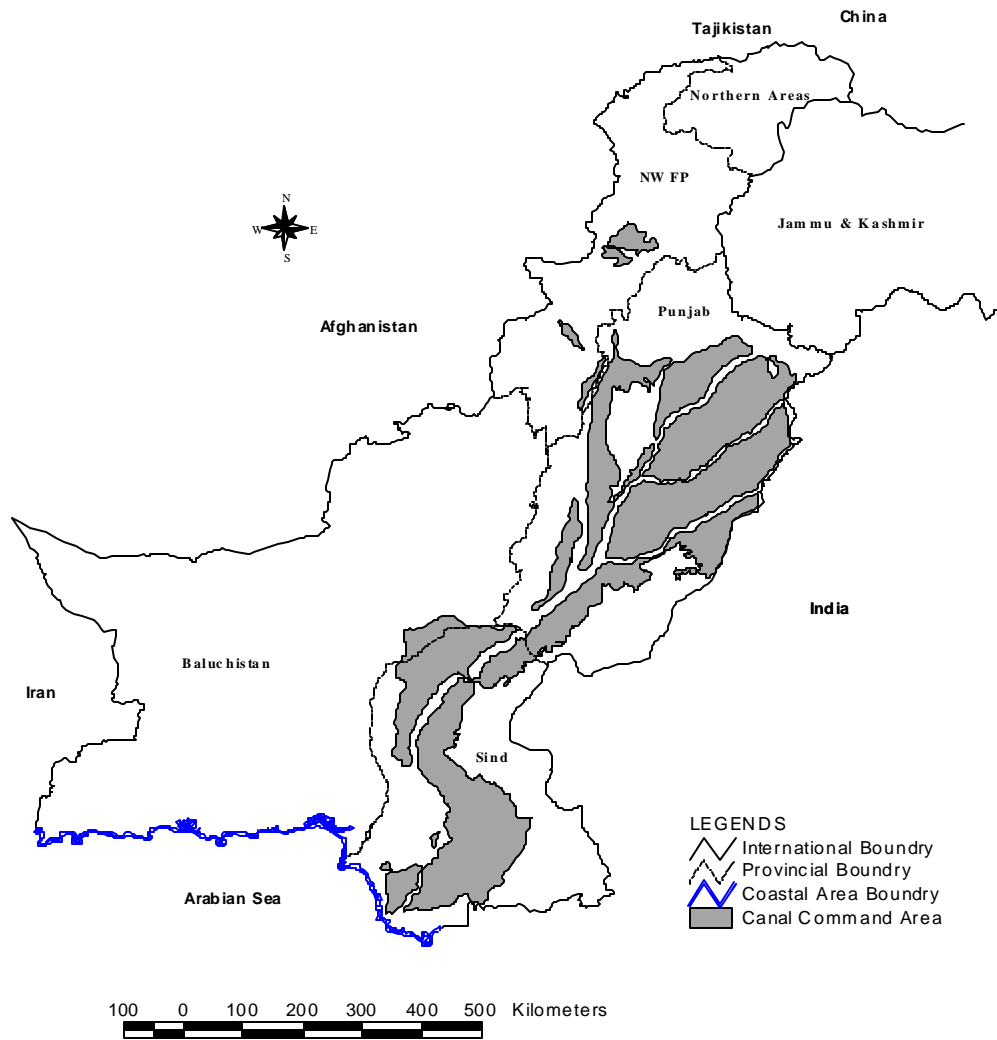 China
Tajikistan
Northern Areas
NW FP
Jammu & Kashmir
N
W E
S
Punjab
Afghanistan
India
Baluchistan
Iran
Sind
LEGENDS
International Boundry
Provincial Boundry
Coastal Area Boundry
Canal Command Area
Arabian Sea
100 0 100 200 300 400 500 Kilometers